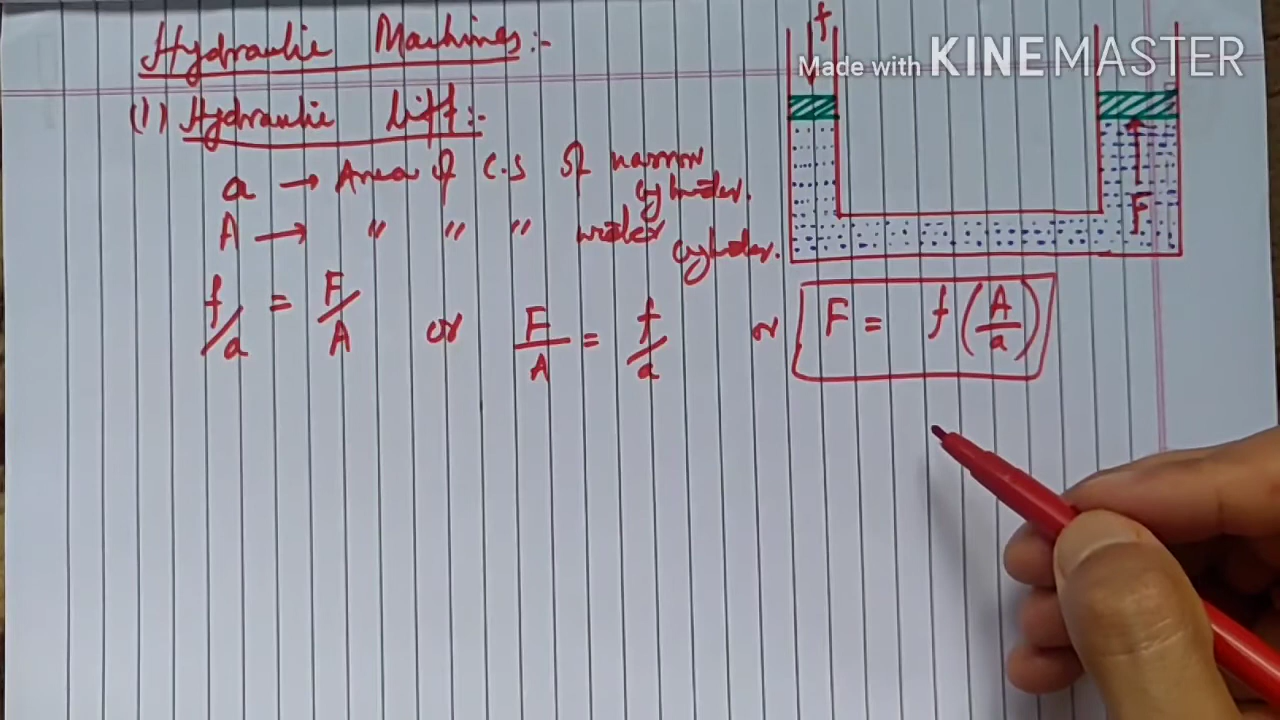 Hydraulic Machines:-
(1) Hydraulic Lift:-
a → Area of C.S of narrow cylinder.
A → " " " wider cylinder.
f/a = F/A or F/A = f/a or F = f(A/a)
f
F
Made with KINEMASTER